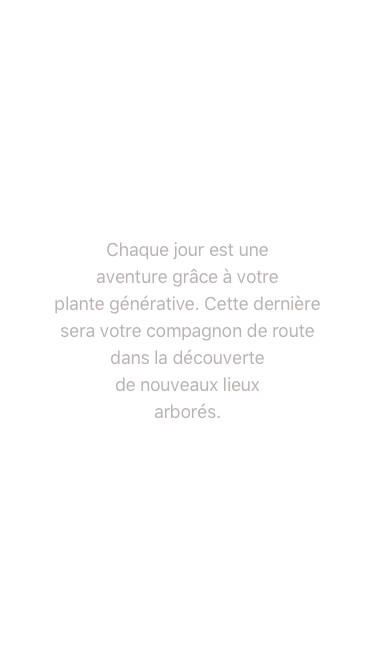 Chaque jour est une
aventure grâce à votre
plante générative. Cette dernière
sera votre compagnon de route
dans la découverte
de nouveaux lieux
arborés.